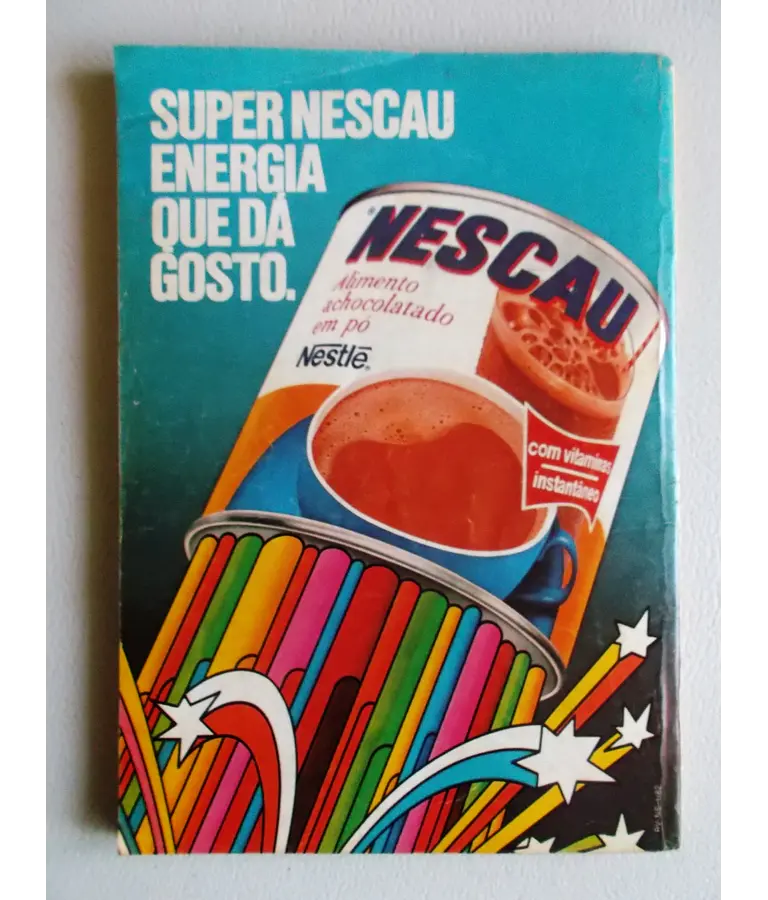 SUPER NESCAU
ENERGIA
QUE DÁ
GOSTO.
NESCAU
Alimento
achocolatado
em pó
Nestlé
com vitaminas
instantâneo